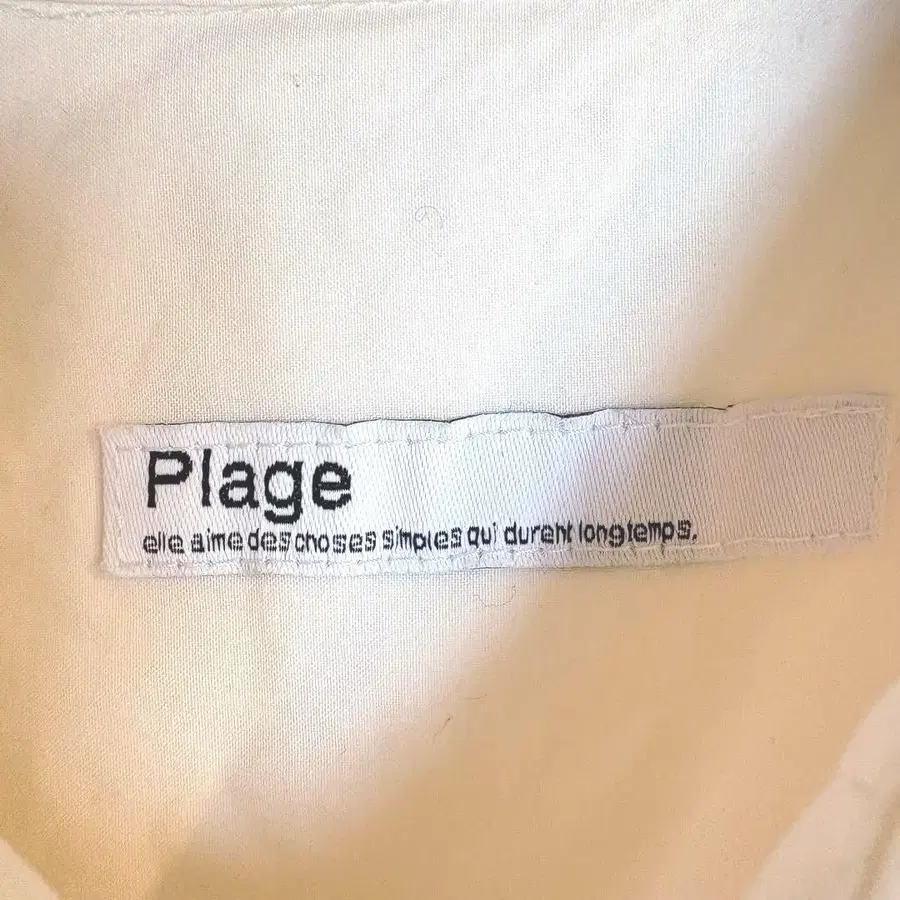 Plage
elle aime des choses simples qui durent longtemps.